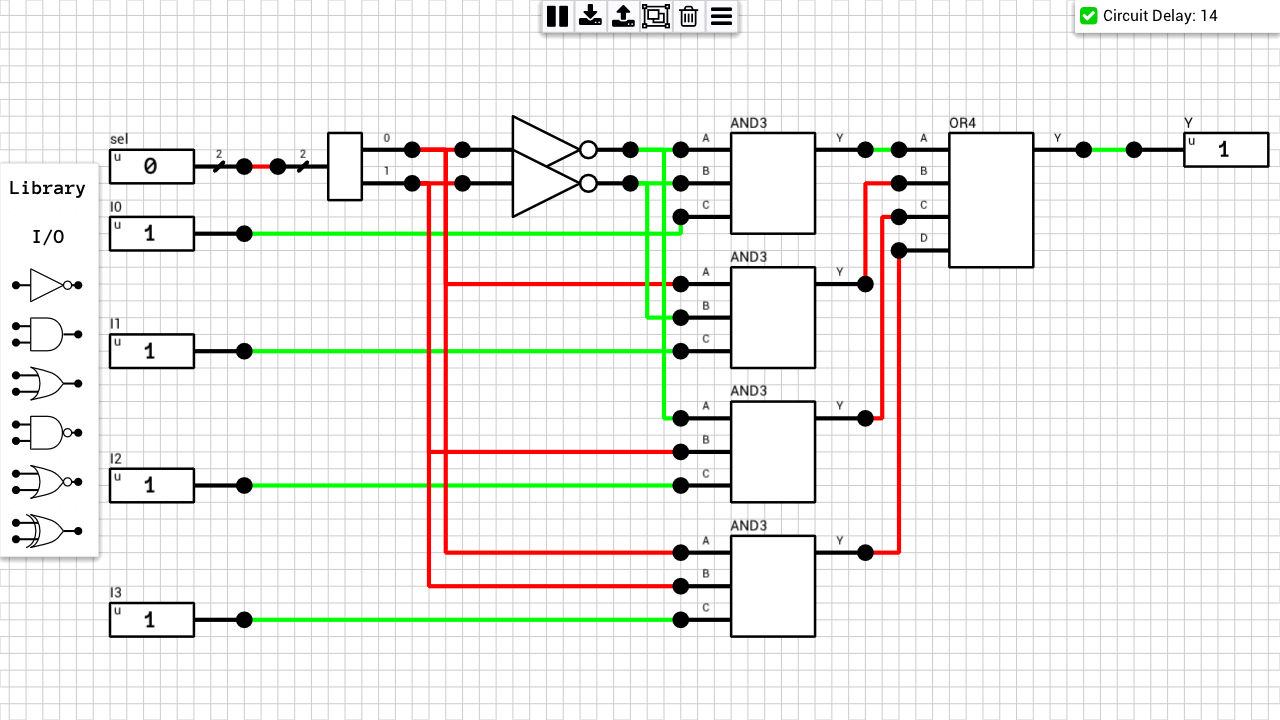 Circuit Delay: 14
Library
I/O
sel
u 0
2
2
0
1
I0
u 1
I1
u 1
I2
u 1
I3
u 1
AND3
A
B
C
Y
AND3
A
B
C
Y
AND3
A
B
C
Y
AND3
A
B
C
Y
OR4
A
B
C
D
Y
Y
u 1